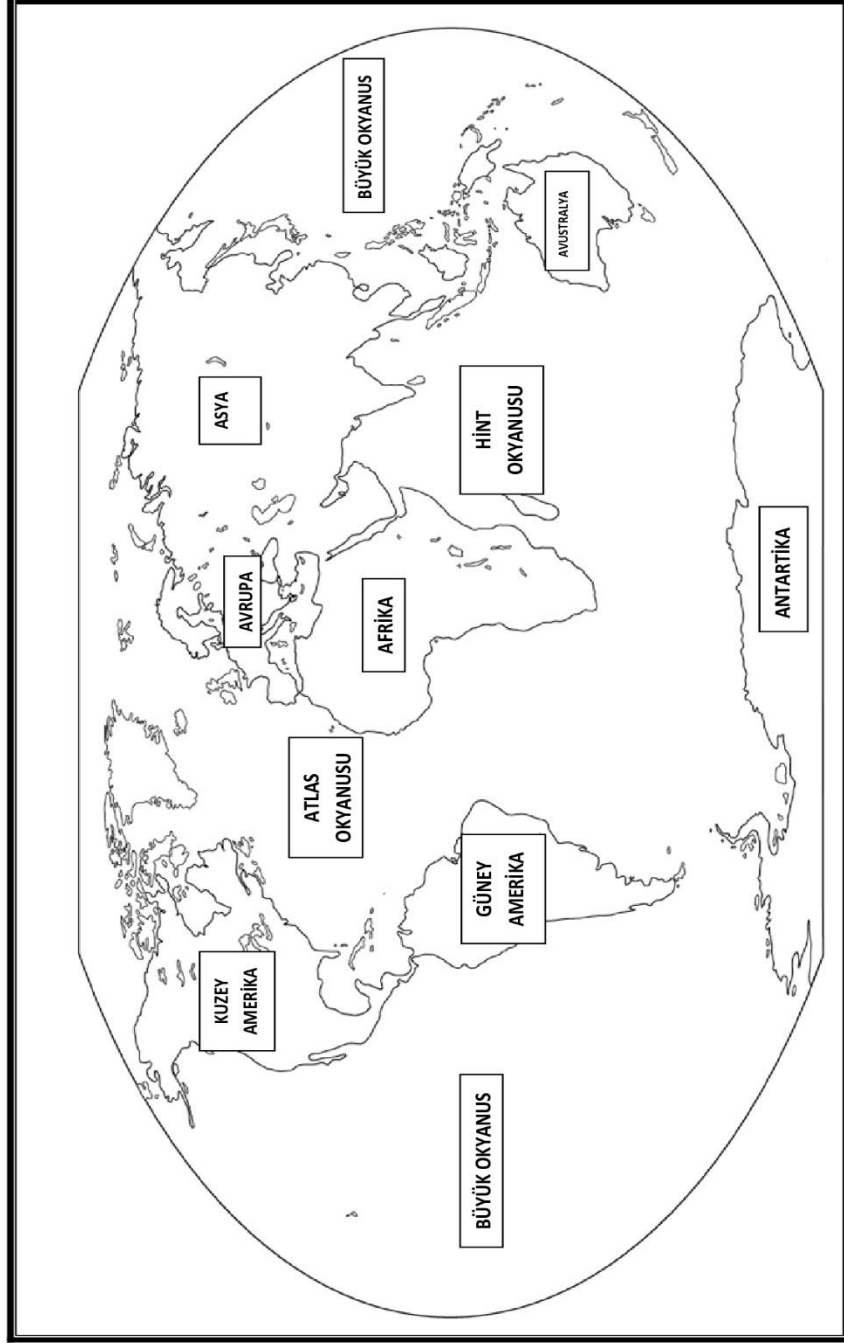 KUZEY
AMERİKA
ATLAS
OKYANUSU
AVRUPA
ASYA
BÜYÜK OKYANUS
AFRİKA
BÜYÜK OKYANUS
GÜNEY
AMERİKA
HİNT
OKYANUSU
AVUSTRALYA
ANTARTİKA